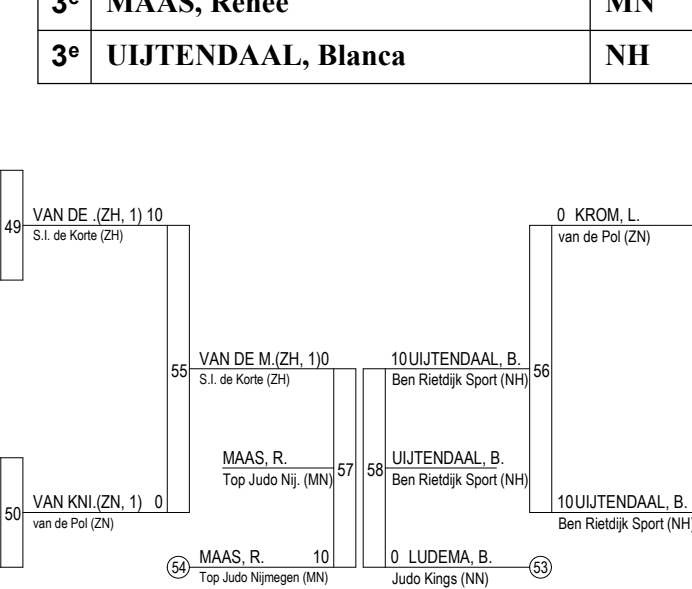 3e MAAS, Renee MN
3e UIJTENDAAL, Blanca NH
VAN DE .(ZH, 1) 10
0 KROM, L.
49
S.I. de Korte (ZH)
van de Pol (ZN)
VAN DE M.(ZH, 1)0
10UIJTENDAAL, B.
55
56
S.I. de Korte (ZH)
Ben Rietdijk Sport (NH)
MAAS, R.
UIJTENDAAL, B.
57
58
Top Judo Nij. (MN)
Ben Rietdijk Sport (NH)
VAN KNI.(ZN, 1) 0
10UIJTENDAAL, B.
50
van de Pol (ZN)
Ben Rietdijk Sport (NH)
MAAS, R. 10
0 LUDEMA, B.
54
53
Top Judo Nijmegen (MN)
Judo Kings (NN)